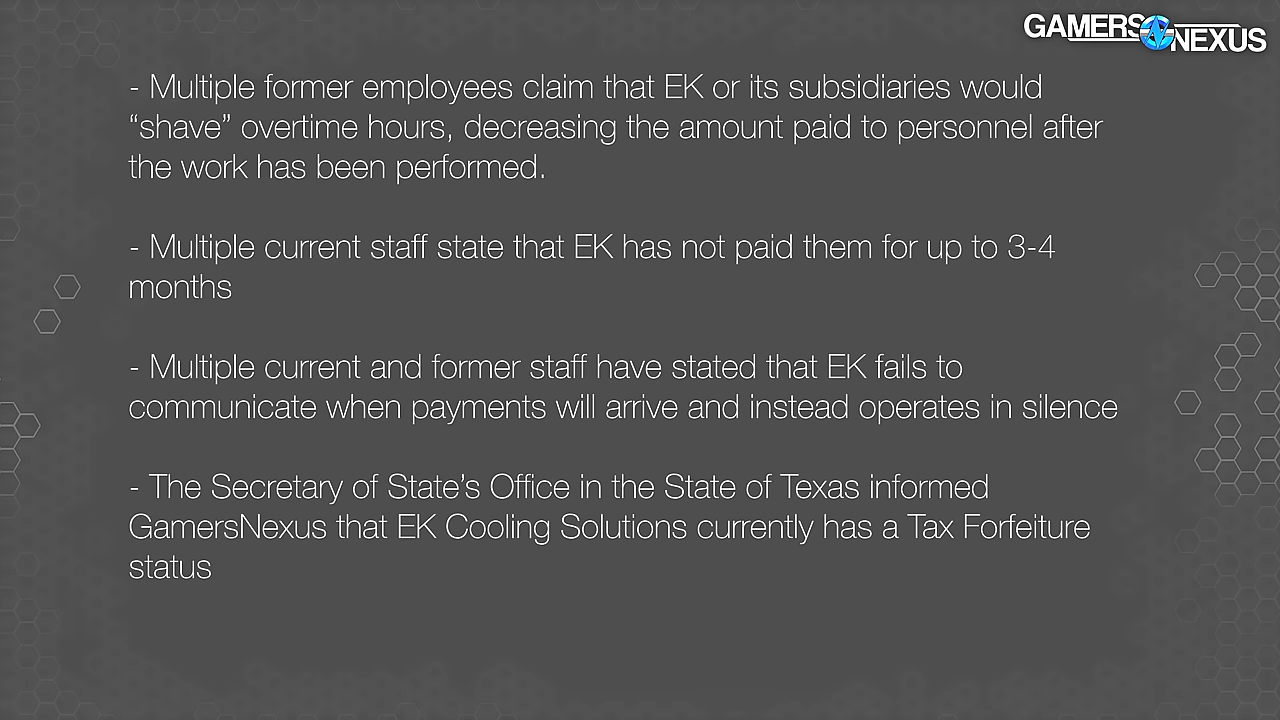 GAMERS NEXUS
- Multiple former employees claim that EK or its subsidiaries would
“shave” overtime hours, decreasing the amount paid to personnel after
the work has been performed.
- Multiple current staff state that EK has not paid them for up to 3-4
months
- Multiple current and former staff have stated that EK fails to
communicate when payments will arrive and instead operates in silence
- The Secretary of State’s Office in the State of Texas informed
GamersNexus that EK Cooling Solutions currently has a Tax Forfeiture
status